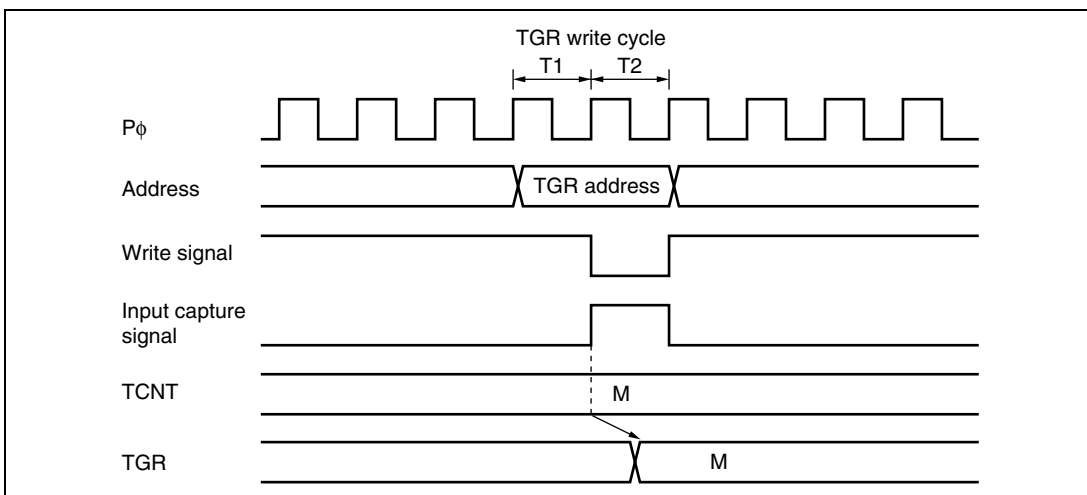 TGR write cycle
T1 T2
Pϕ
Address TGR address
Write signal
Input capture
signal
TCNT M
TGR M